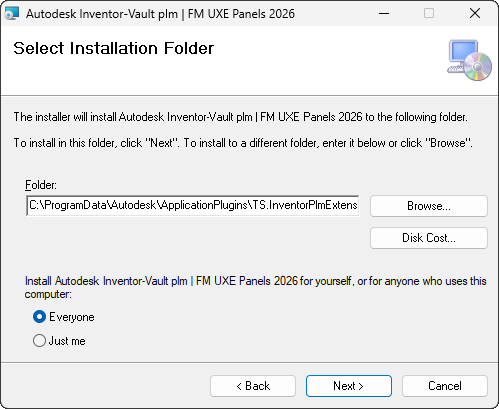 Autodesk Inventor-Vault plm | FM UXE Panels 2026
Select Installation Folder
The installer will install Autodesk Inventor-Vault plm | FM UXE Panels 2026 to the following folder.
To install in this folder, click "Next". To install to a different folder, enter it below or click "Browse".
Folder:
C:\ProgramData\Autodesk\ApplicationPlugins\TS.InventorPlmExtens
Browse...
Disk Cost...
Install Autodesk Inventor-Vault plm | FM UXE Panels 2026 for yourself, or for anyone who uses this
computer:
Everyone
Just me
< Back
Next >
Cancel